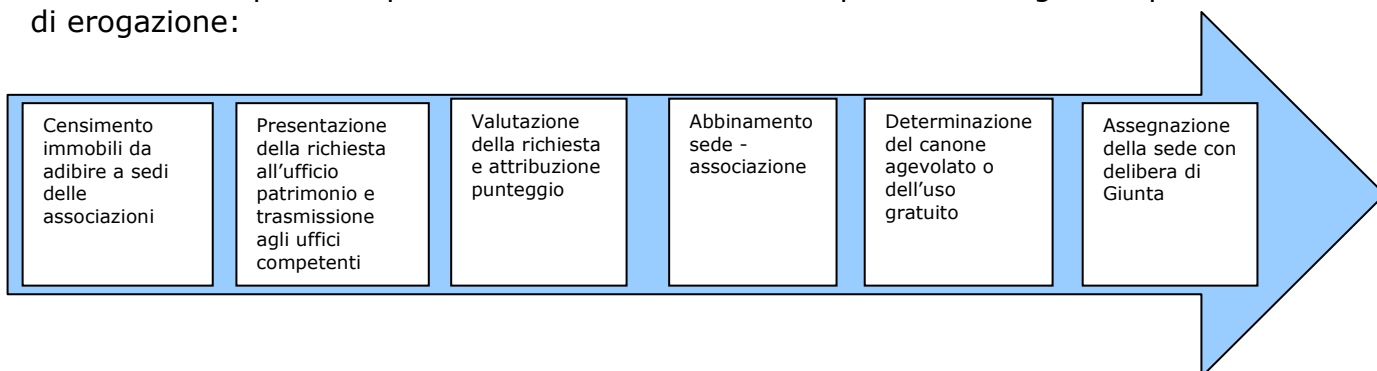 di erogazione:
Censimento
immobili da
adibire a sedi
delle
associazioni
Presentazione
della richiesta
all’ufficio
patrimonio e
trasmissione
agli uffici
competenti
Valutazione
della richiesta
e attribuzione
punteggio
Abbinamento
sede -
associazione
Determinazione
del canone
agevolato o
dell’uso
gratuito
Assegnazione
della sede con
delibera di
Giunta